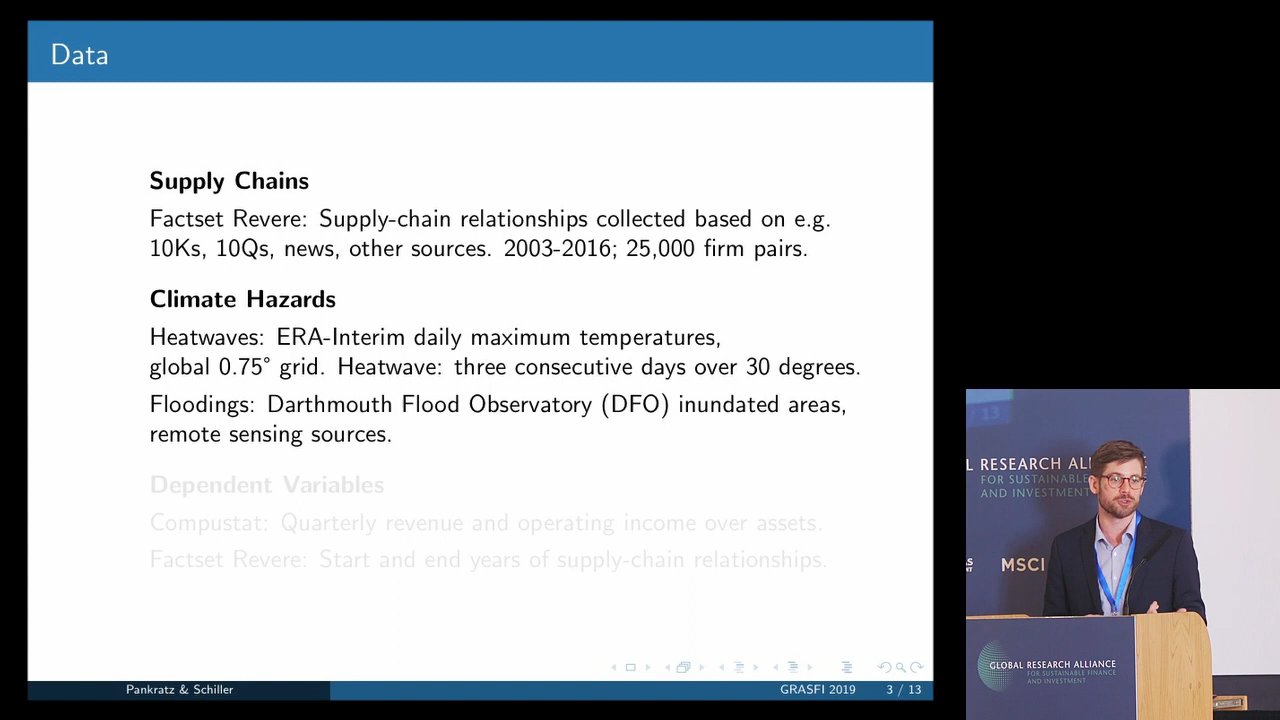 Data
Supply Chains
Factset Revere: Supply-chain relationships collected based on e.g.
10Ks, 10Qs, news, other sources. 2003-2016; 25,000 firm pairs.
Climate Hazards
Heatwaves: ERA-Interim daily maximum temperatures,
global 0.75° grid. Heatwave: three consecutive days over 30 degrees.
Floodings: Darthmouth Flood Observatory (DFO) inundated areas,
remote sensing sources.
Dependent Variables
Compustat: Quarterly revenue and operating income over assets.
Factset Revere: Start and end years of supply-chain relationships.
Pankratz & Schiller
GRASFI 2019
3 / 13
/ 13
L RESEARCH AL
FOR SUSTAINABLE
AND INVESTMENT
MSCI
GLOBAL RESEARCH ALLIANCE
FOR SUSTAINABLE FINANCE
AND INVESTMENT